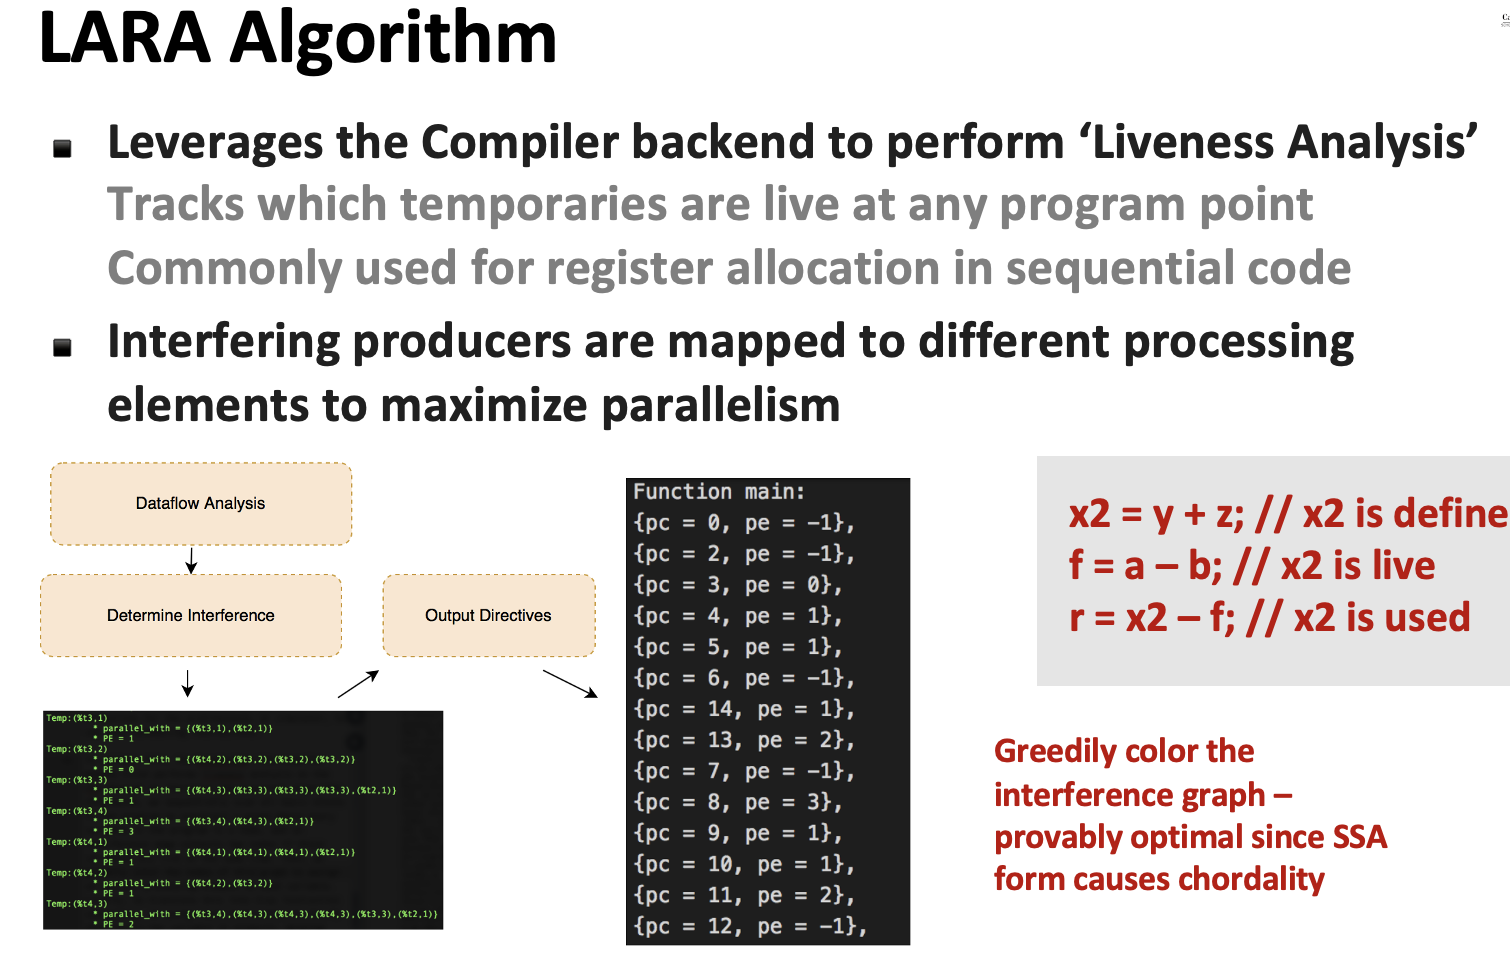 LARA Algorithm
Leverages the Compiler backend to perform ‘Liveness Analysis’
Tracks which temporaries are live at any program point
Commonly used for register allocation in sequential code
Interfering producers are mapped to different processing
elements to maximize parallelism
Dataflow Analysis
Determine Interference
Output Directives
Temp:(%t3,1)
* parallel_with = {(%t3,1),(%t2,1)}
* PE = 1
Temp:(%t3,2)
* parallel_with = {(%t4,2),(%t3,2),(%t3,2),(%t3,2)}
* PE = 0
Temp:(%t3,3)
* parallel_with = {(%t4,3),(%t3,3),(%t3,3),(%t3,3),(%t2,1)}
* PE = 1
Temp:(%t3,4)
* parallel_with = {(%t3,4),(%t4,3),(%t2,1)}
* PE = 3
Temp:(%t4,1)
* parallel_with = {(%t4,1),(%t4,1),(%t4,1),(%t2,1)}
* PE = 1
Temp:(%t4,2)
* parallel_with = {(%t4,2),(%t3,2)}
* PE = 1
Temp:(%t4,3)
* parallel_with = {(%t3,4),(%t4,3),(%t4,3),(%t4,3),(%t3,3),(%t2,1)}
* PE = 2
Function main:
{pc = 0, pe = -1},
{pc = 2, pe = -1},
{pc = 3, pe = 0},
{pc = 4, pe = 1},
{pc = 5, pe = 1},
{pc = 6, pe = -1},
{pc = 14, pe = 1},
{pc = 13, pe = 2},
{pc = 7, pe = -1},
{pc = 8, pe = 3},
{pc = 9, pe = 1},
{pc = 10, pe = 1},
{pc = 11, pe = 2},
{pc = 12, pe = -1},
x2 = y + z; // x2 is define
f = a – b; // x2 is live
r = x2 – f; // x2 is used
Greedily color the
interference graph –
provably optimal since SSA
form causes chordality